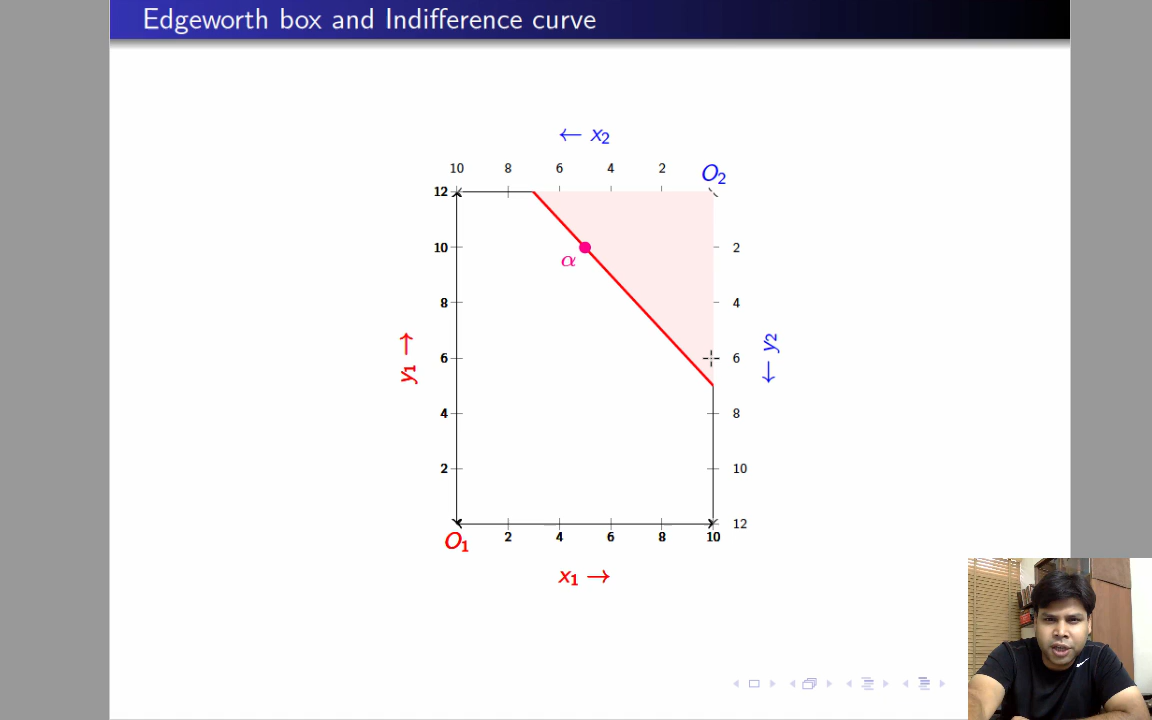 Edgeworth box and Indifference curve
← x₂
10 8 6 4 2 O₂
12
10 2
α
8 4
y₁ → 6 6 ← y₂
4 8
2 10
12
O₁ 2 4 6 8 10
x₁ →